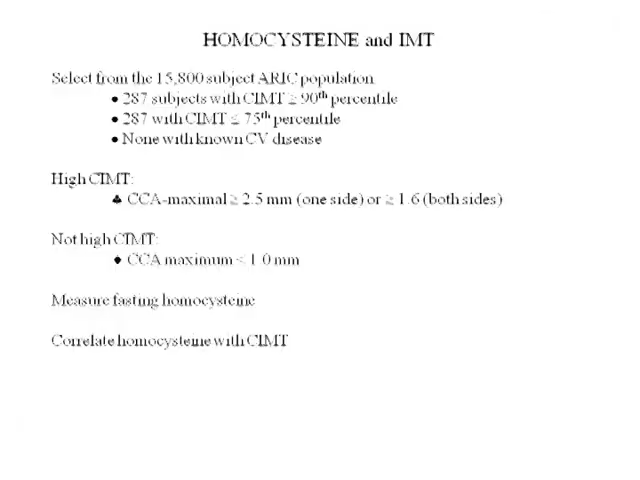 HOMOCYSTEINE and IMT
Select from the 15,800 subject ARIC population
● 287 subjects with CIMT ≥ 90th percentile
● 287 with CIMT ≤ 75th percentile
● None with known CV disease
High CIMT:
♣ CCA-maximal ≥ 2.5 mm (one side) or ≥ 1.6 (both sides)
Not high CIMT:
♦ CCA maximum < 1.0 mm
Measure fasting homocysteine
Correlate homocysteine with CIMT